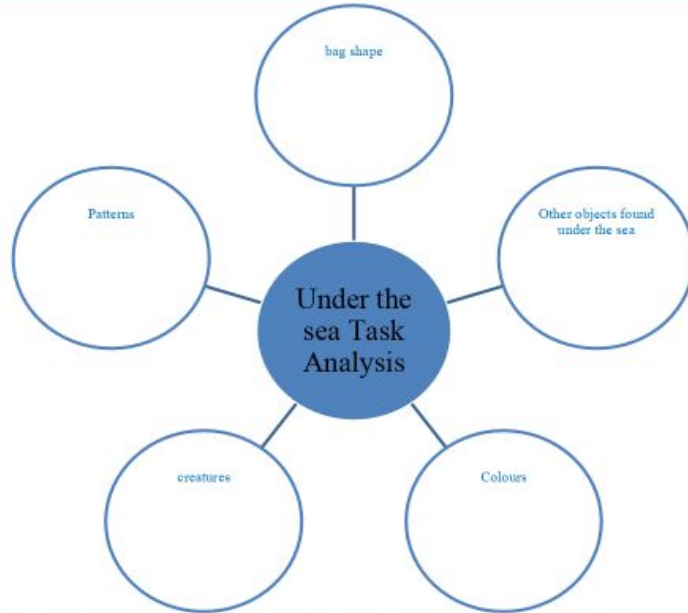 bag shape
Patterns
Other objects found
under the sea
Under the
sea Task
Analysis
creatures
Colours